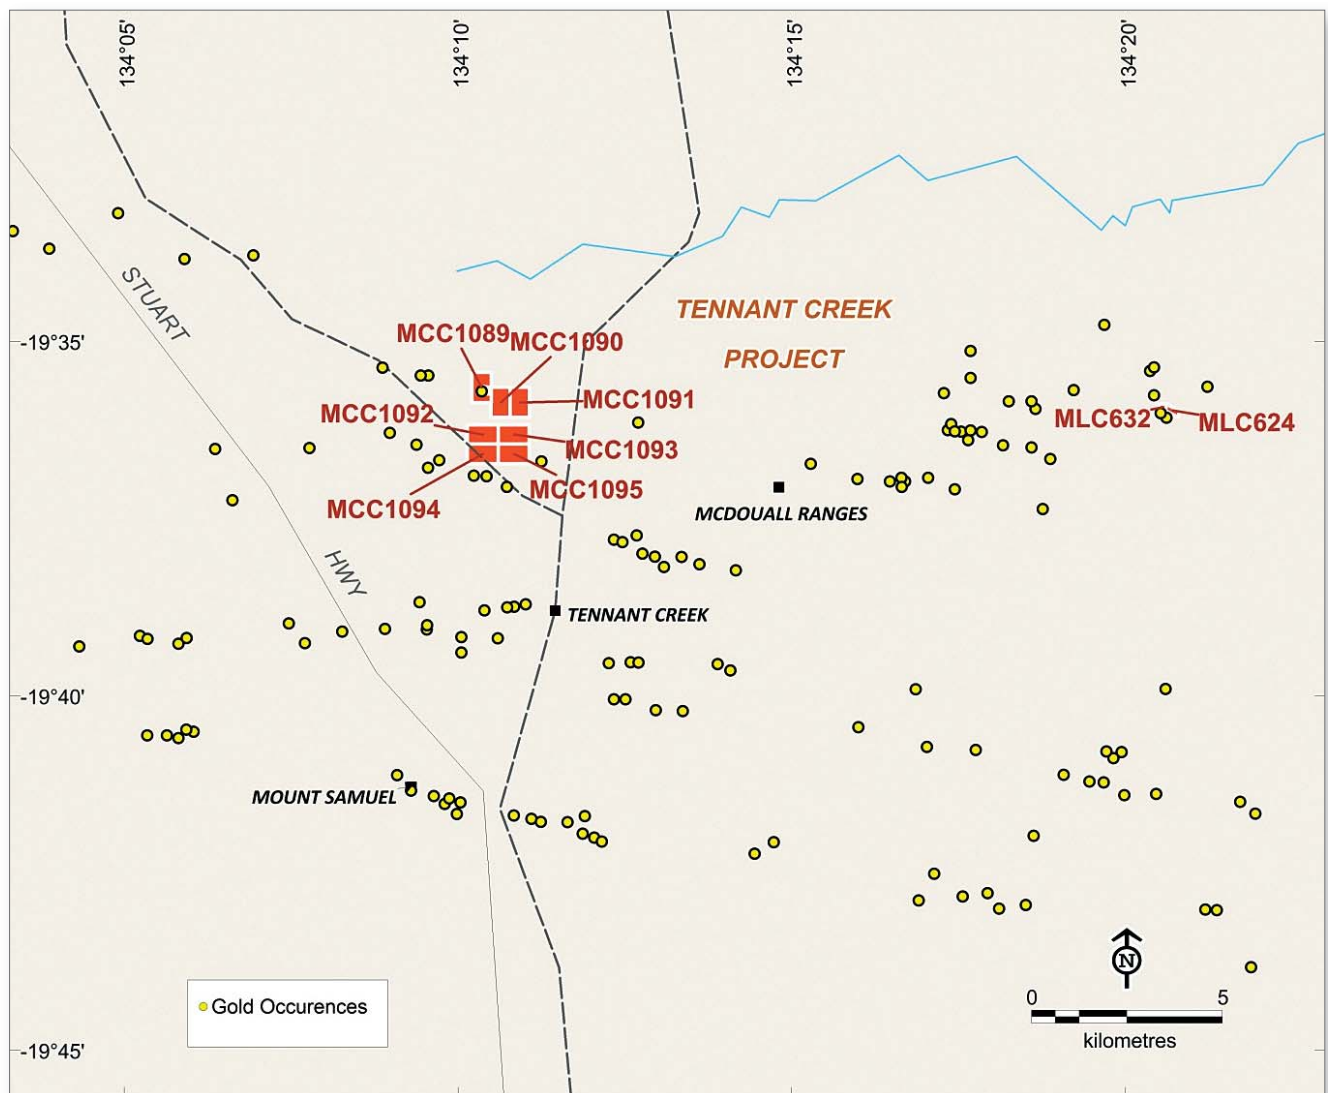 134°05'
134°10'
134°15'
134°20'
STUART
HWY
TENNANT CREEK
PROJECT
-19°35'
MCC1089
MCC1090
MCC1091
MCC1092
MCC1093
MCC1094
MCC1095
MLC632
MLC624
MCDOUALL RANGES
TENNANT CREEK
-19°40'
MOUNT SAMUEL
Gold Occurences
N
0 5
kilometres
-19°45'